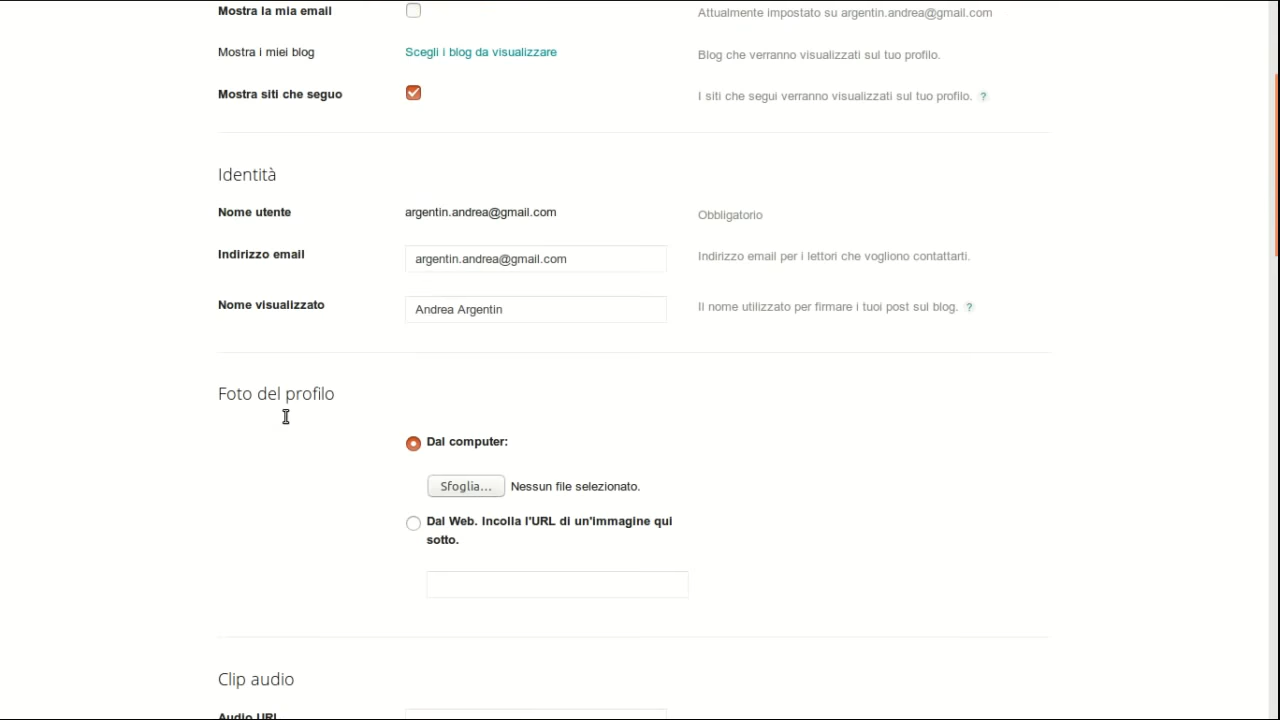 Mostra la mia email
Attualmente impostato su argentin.andrea@gmail.com
Mostra i miei blog
Scegli i blog da visualizzare
Blog che verranno visualizzati sul tuo profilo.
Mostra siti che seguo
I siti che segui verranno visualizzati sul tuo profilo. ?
Identità
Nome utente
argentin.andrea@gmail.com
Obbligatorio
Indirizzo email
argentin.andrea@gmail.com
Indirizzo email per i lettori che vogliono contattarti.
Nome visualizzato
Andrea Argentin
Il nome utilizzato per firmare i tuoi post sul blog. ?
Foto del profilo
Dal computer:
Sfoglia... Nessun file selezionato.
Dal Web. Incolla l'URL di un'immagine qui
sotto.
Clip audio
Audio URL